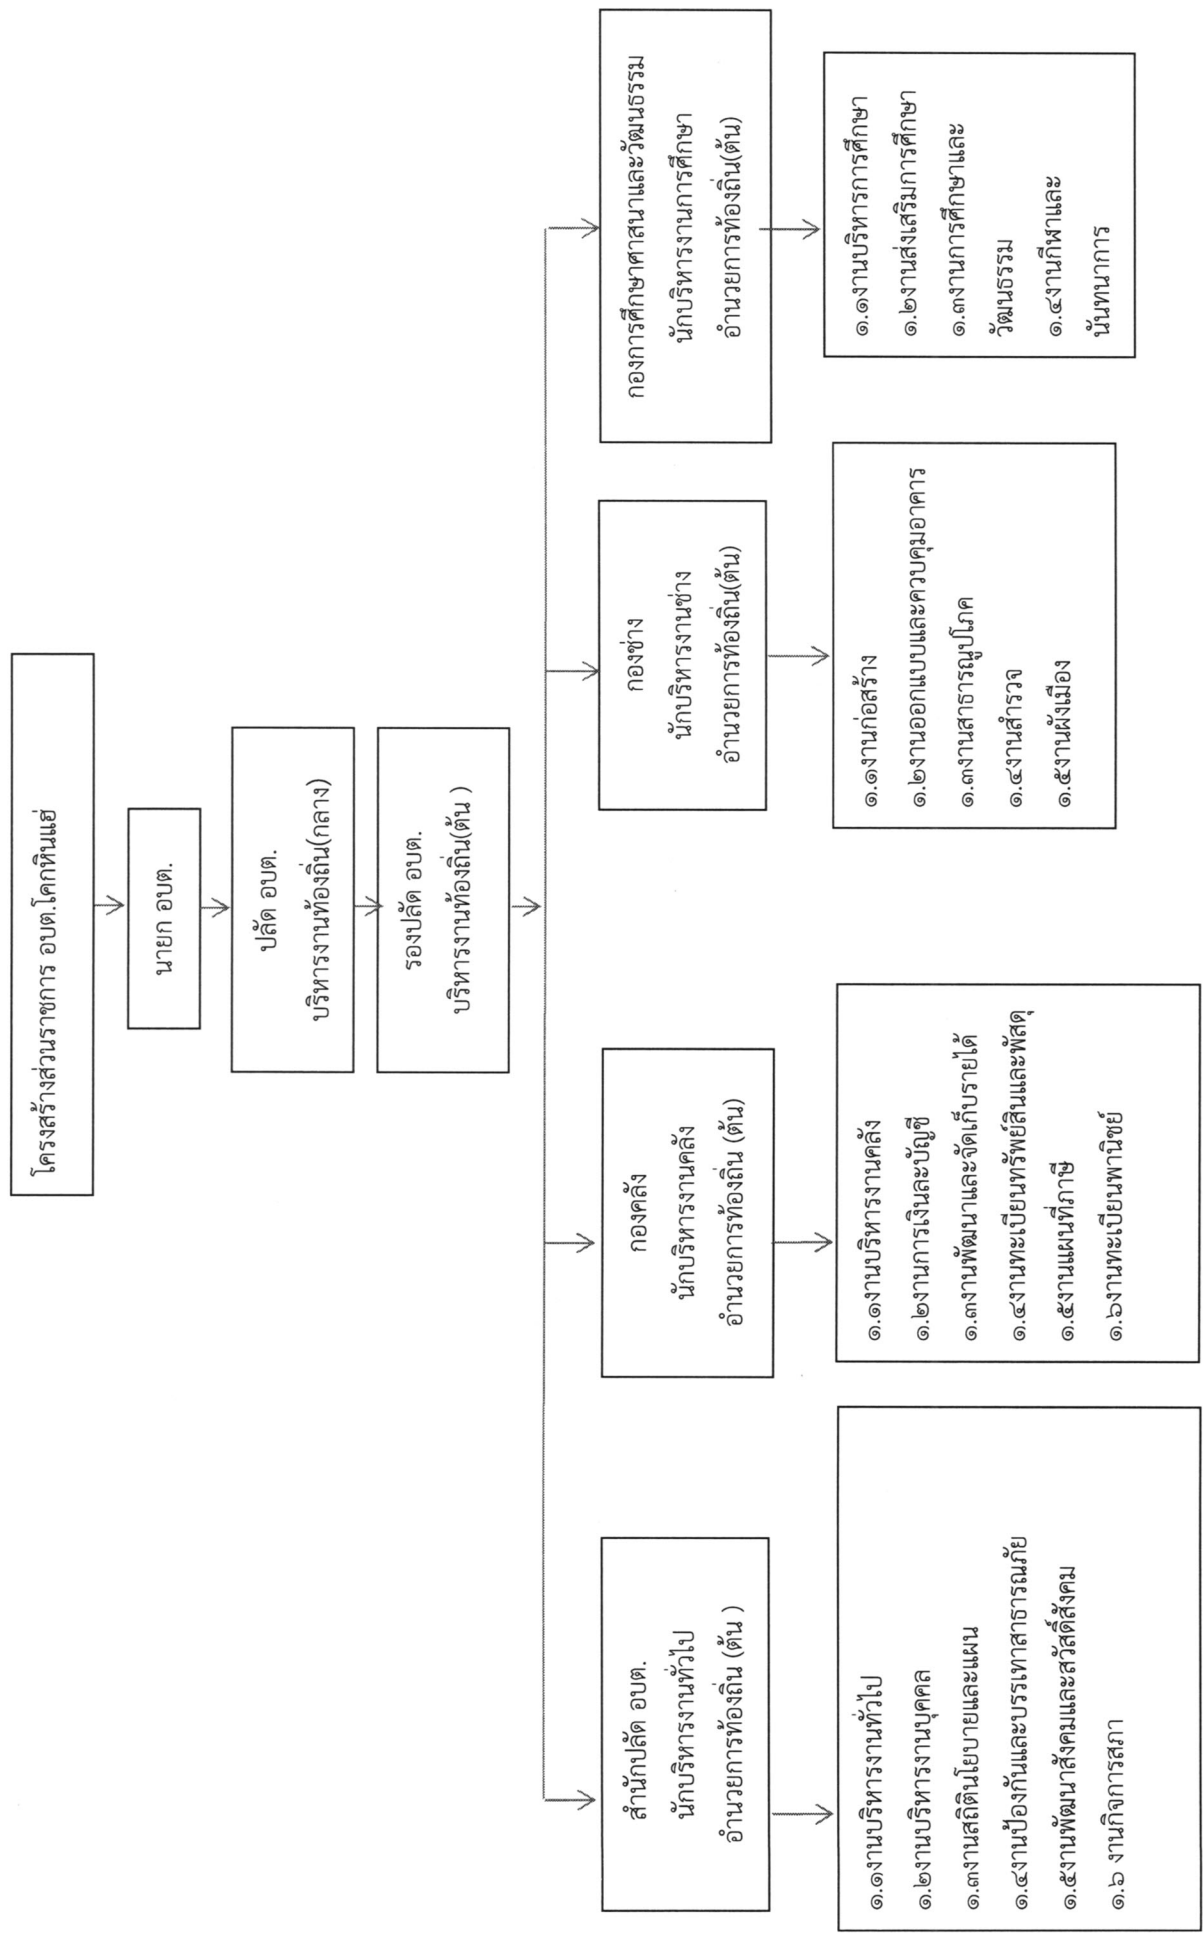 โครงสร้างส่วนราชการ อบต.โคกหินแฮ่
นายก อบต.
ปลัด อบต.
บริหารงานท้องถิ่น(กลาง)
รองปลัด อบต.
บริหารงานท้องถิ่น(ต้น )
สำนักปลัด อบต.
นักบริหารงานทั่วไป
อำนวยการท้องถิ่น (ต้น )
กองคลัง
นักบริหารงานคลัง
อำนวยการท้องถิ่น (ต้น)
กองช่าง
นักบริหารงานช่าง
อำนวยการท้องถิ่น(ต้น)
กองการศึกษาศาสนาและวัฒนธรรม
นักบริหารงานการศึกษา
อำนวยการท้องถิ่น(ต้น)
๑.๑งานบริหารงานทั่วไป
๑.๒งานบริหารงานบุคคล
๑.๓งานสถิตินโยบายและแผน
๑.๔งานป้องกันและบรรเทาสาธารณภัย
๑.๕งานพัฒนาสังคมและสวัสดิ์สังคม
๑.๖ งานกิจการสภา
๑.๑งานบริหารงานคลัง
๑.๒งานการเงินละบัญชี
๑.๓งานพัฒนาและจัดเก็บรายได้
๑.๔งานทะเบียนทรัพย์สินและพัสดุ
๑.๕งานแผนที่ภาษี
๑.๖งานทะเบียนพานิชย์
๑.๑งานก่อสร้าง
๑.๒งานออกแบบและควบคุมอาคาร
๑.๓งานสาธารณูปโภค
๑.๔งานสำรวจ
๑.๕งานผังเมือง
๑.๑งานบริหารการศึกษา
๑.๒งานส่งเสริมการศึกษา
๑.๓งานการศึกษาและ
วัฒนธรรม
๑.๔งานกีฬาและ
นันทนาการ